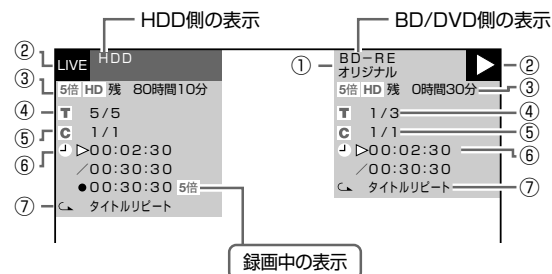 HDD側の表示
BD/DVD側の表示
② LIVE HDD
③ 5倍 HD 残 80時間10分
④ T 5/5
⑤ C 1/1
⑥ ▷00:02:30
/00:30:30
●00:30:30 5倍
⑦ タイトルリピート
① BD-RE
オリジナル
▶ ②
5倍 HD 残 0時間30分 ③
T 1/3 ④
C 1/1 ⑤
▷00:02:30 ⑥
/00:30:30
タイトルリピート ⑦
録画中の表示